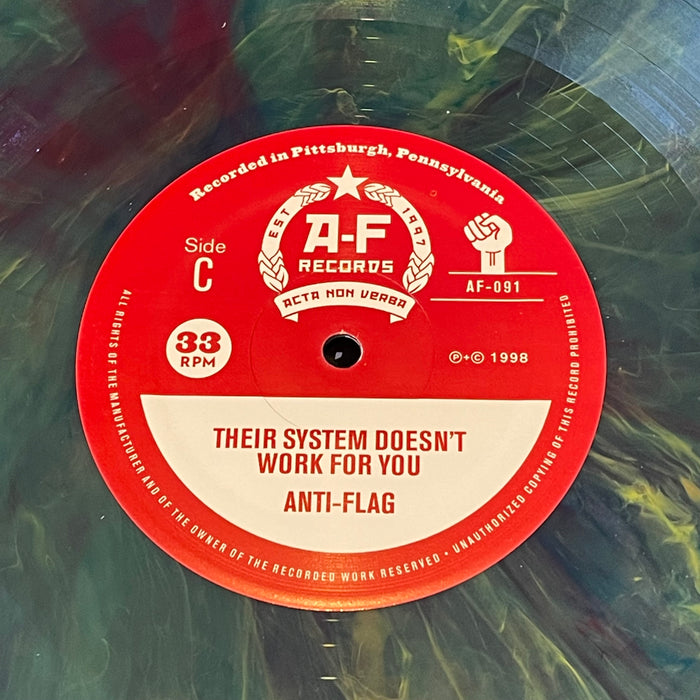 Recorded in Pittsburgh, Pennsylvania
EST 1997
A-F
RECORDS
ACTA NON VERBA
Side
C
AF-091
33
RPM
℗+© 1998
THEIR SYSTEM DOESN'T
WORK FOR YOU
ANTI-FLAG
ALL RIGHTS OF THE MANUFACTURER AND OF THE OWNER OF THE RECORDED WORK RESERVED • UNAUTHORIZED COPYING OF THIS RECORD PROHIBITED